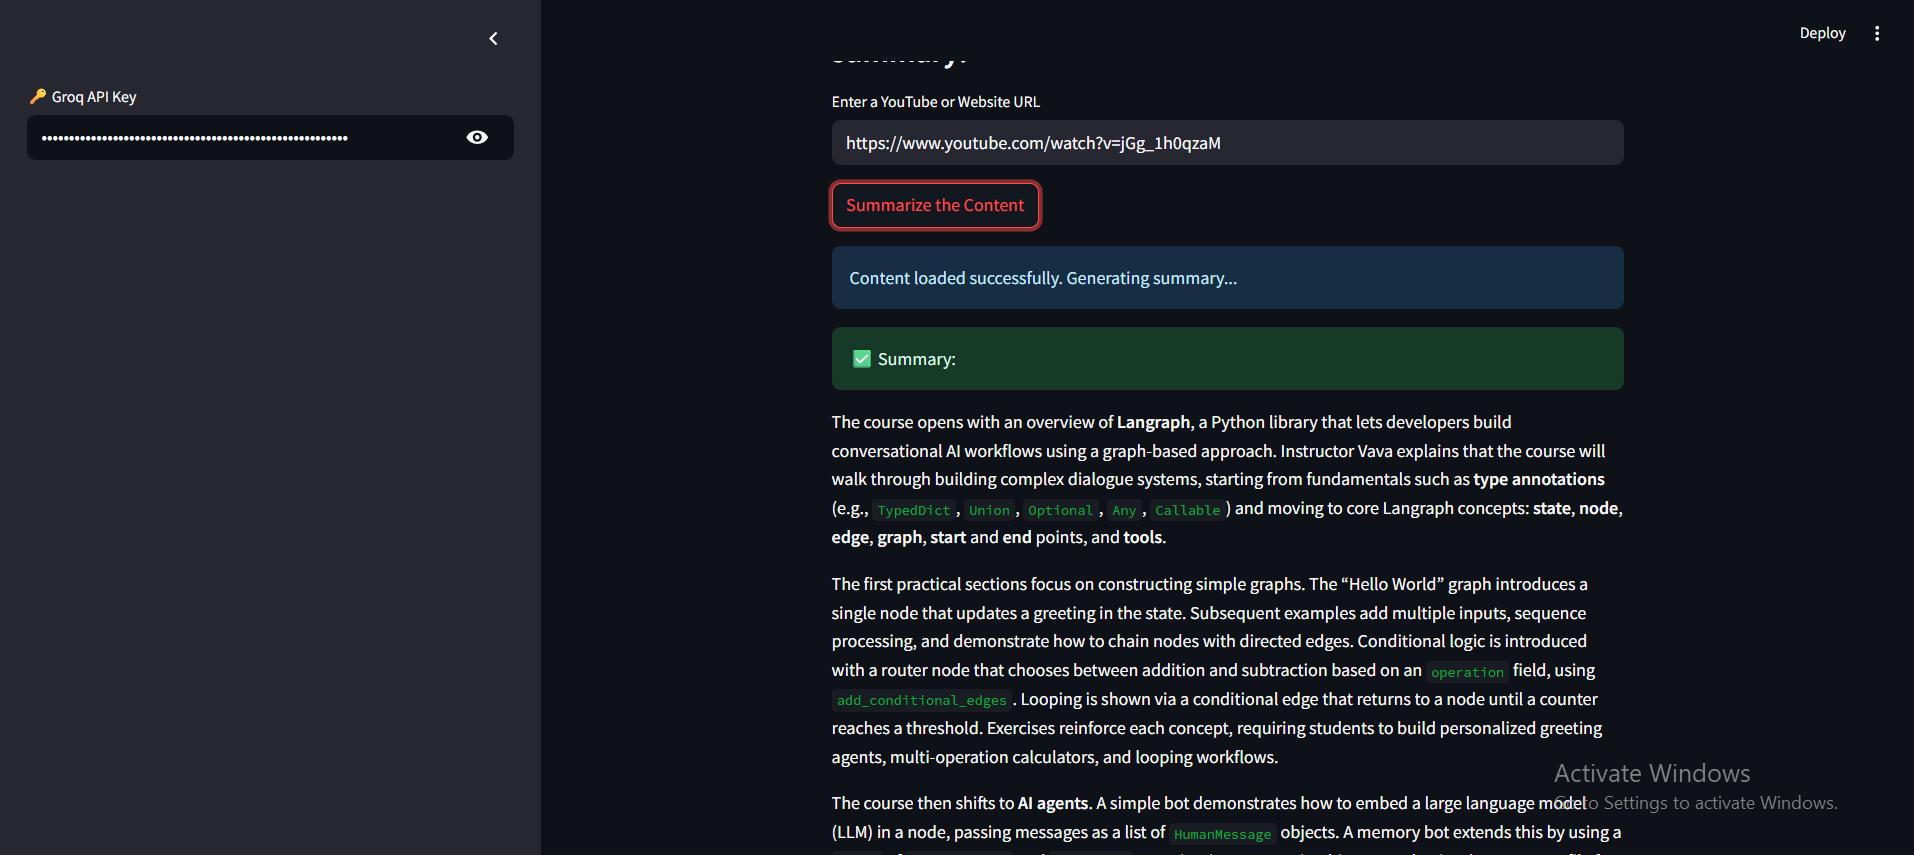 Deploy
🔑 Groq API Key
••••••••••••••••••••••••••••••••••••••••••••••••••••••••
Summary.
Enter a YouTube or Website URL
https://www.youtube.com/watch?v=jGg_1h0qzaM
Summarize the Content
Content loaded successfully. Generating summary...
✅ Summary:
The course opens with an overview of Langraph, a Python library that lets developers build
conversational AI workflows using a graph-based approach. Instructor Vava explains that the course will
walk through building complex dialogue systems, starting from fundamentals such as type annotations
(e.g., TypedDict, Union, Optional, Any, Callable) and moving to core Langraph concepts: state, node,
edge, graph, start and end points, and tools.
The first practical sections focus on constructing simple graphs. The “Hello World” graph introduces a
single node that updates a greeting in the state. Subsequent examples add multiple inputs, sequence
processing, and demonstrate how to chain nodes with directed edges. Conditional logic is introduced
with a router node that chooses between addition and subtraction based on an operation field, using
add_conditional_edges. Looping is shown via a conditional edge that returns to a node until a counter
reaches a threshold. Exercises reinforce each concept, requiring students to build personalized greeting
agents, multi-operation calculators, and looping workflows.
The course then shifts to AI agents. A simple bot demonstrates how to embed a large language model
(LLM) in a node, passing messages as a list of HumanMessage objects. A memory bot extends this by using a
Activate Windows
to Settings to activate Windows.